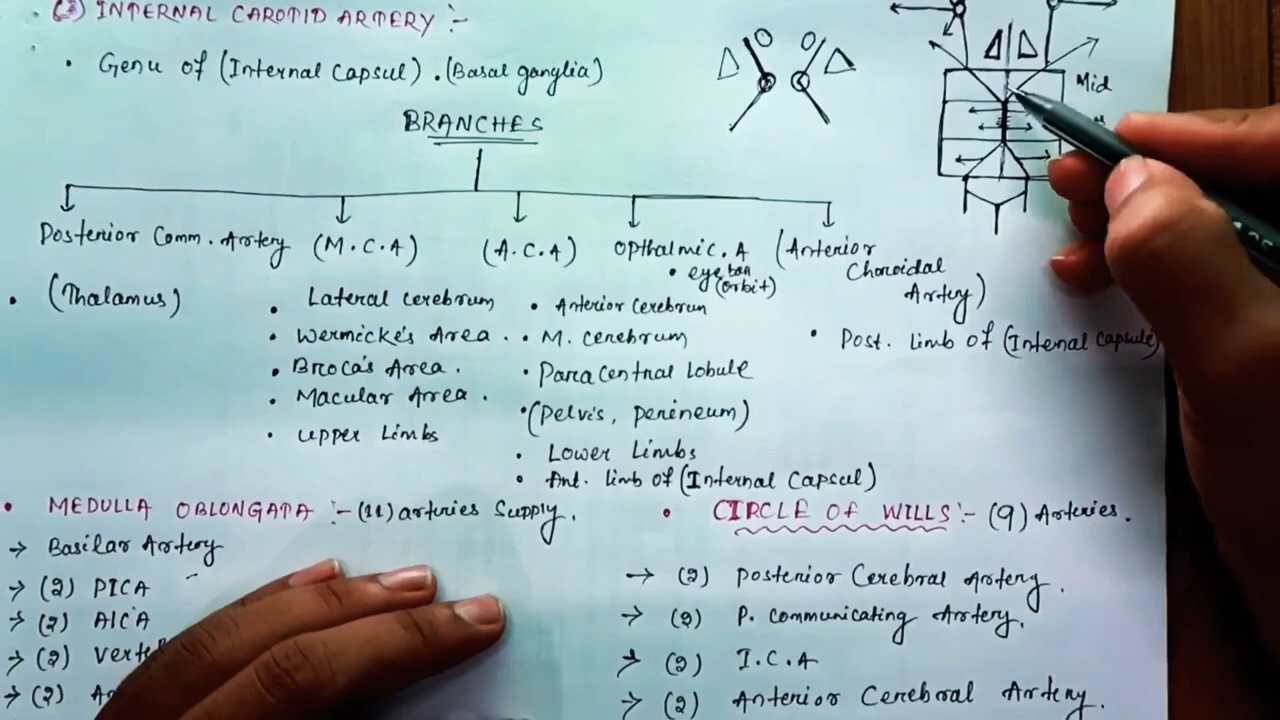 (2) INTERNAL CAROTID ARTERY :-
• Genu of (Internal Capsul) . (Basal ganglia)
Mid
BRANCHES
Posterior Comm. Artery
(M.C.A)
(A.C.A)
Opthalmic.A
(Anterior
Choroidal
Artery)
• (Thalamus)
• Lateral cerebrum
• Wernicke's Area .
• Broca's Area .
• Macular Area .
• upper Limbs
• Anterior Cerebrum
• M. cerebrum
• Para Central lobule
• (Pelvis, perineum)
• Lower Limbs
• Ant. limb of (Internal Capsul)
• eye
(orbit)
• Post. limb of (Internal Capsule)
• MEDULLA OBLONGATA :- (11) arteries Supply.
→ Basilar Artery
→ (2) PICA
→ (2) AICA
→ (2) Verte
→ (2) A
• CIRCLE OF WILLS :- (9) Arteries.
→ (2) Posterior Cerebral Artery.
→ (2) P. communicating Artery.
→ (2) I.C.A
→ (2) Anterior Cerebral Artery.